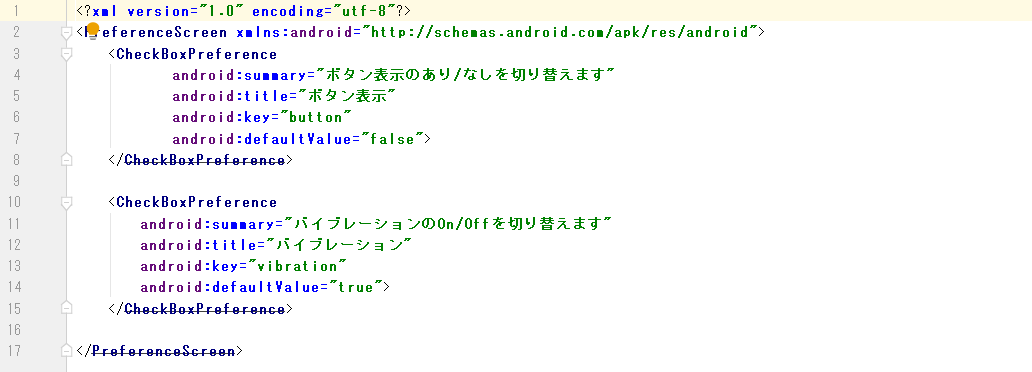 1 <?xml version="1.0" encoding="utf-8"?>
2 <PreferenceScreen xmlns:android="http://schemas.android.com/apk/res/android">
3 <CheckBoxPreference
4 android:summary="ボタン表示のあり/なしを切り替えます"
5 android:title="ボタン表示"
6 android:key="button"
7 android:defaultValue="false">
8 </CheckBoxPreference>
9
10 <CheckBoxPreference
11 android:summary="バイブレーションのOn/Offを切り替えます"
12 android:title="バイブレーション"
13 android:key="vibration"
14 android:defaultValue="true">
15 </CheckBoxPreference>
16
17 </PreferenceScreen>